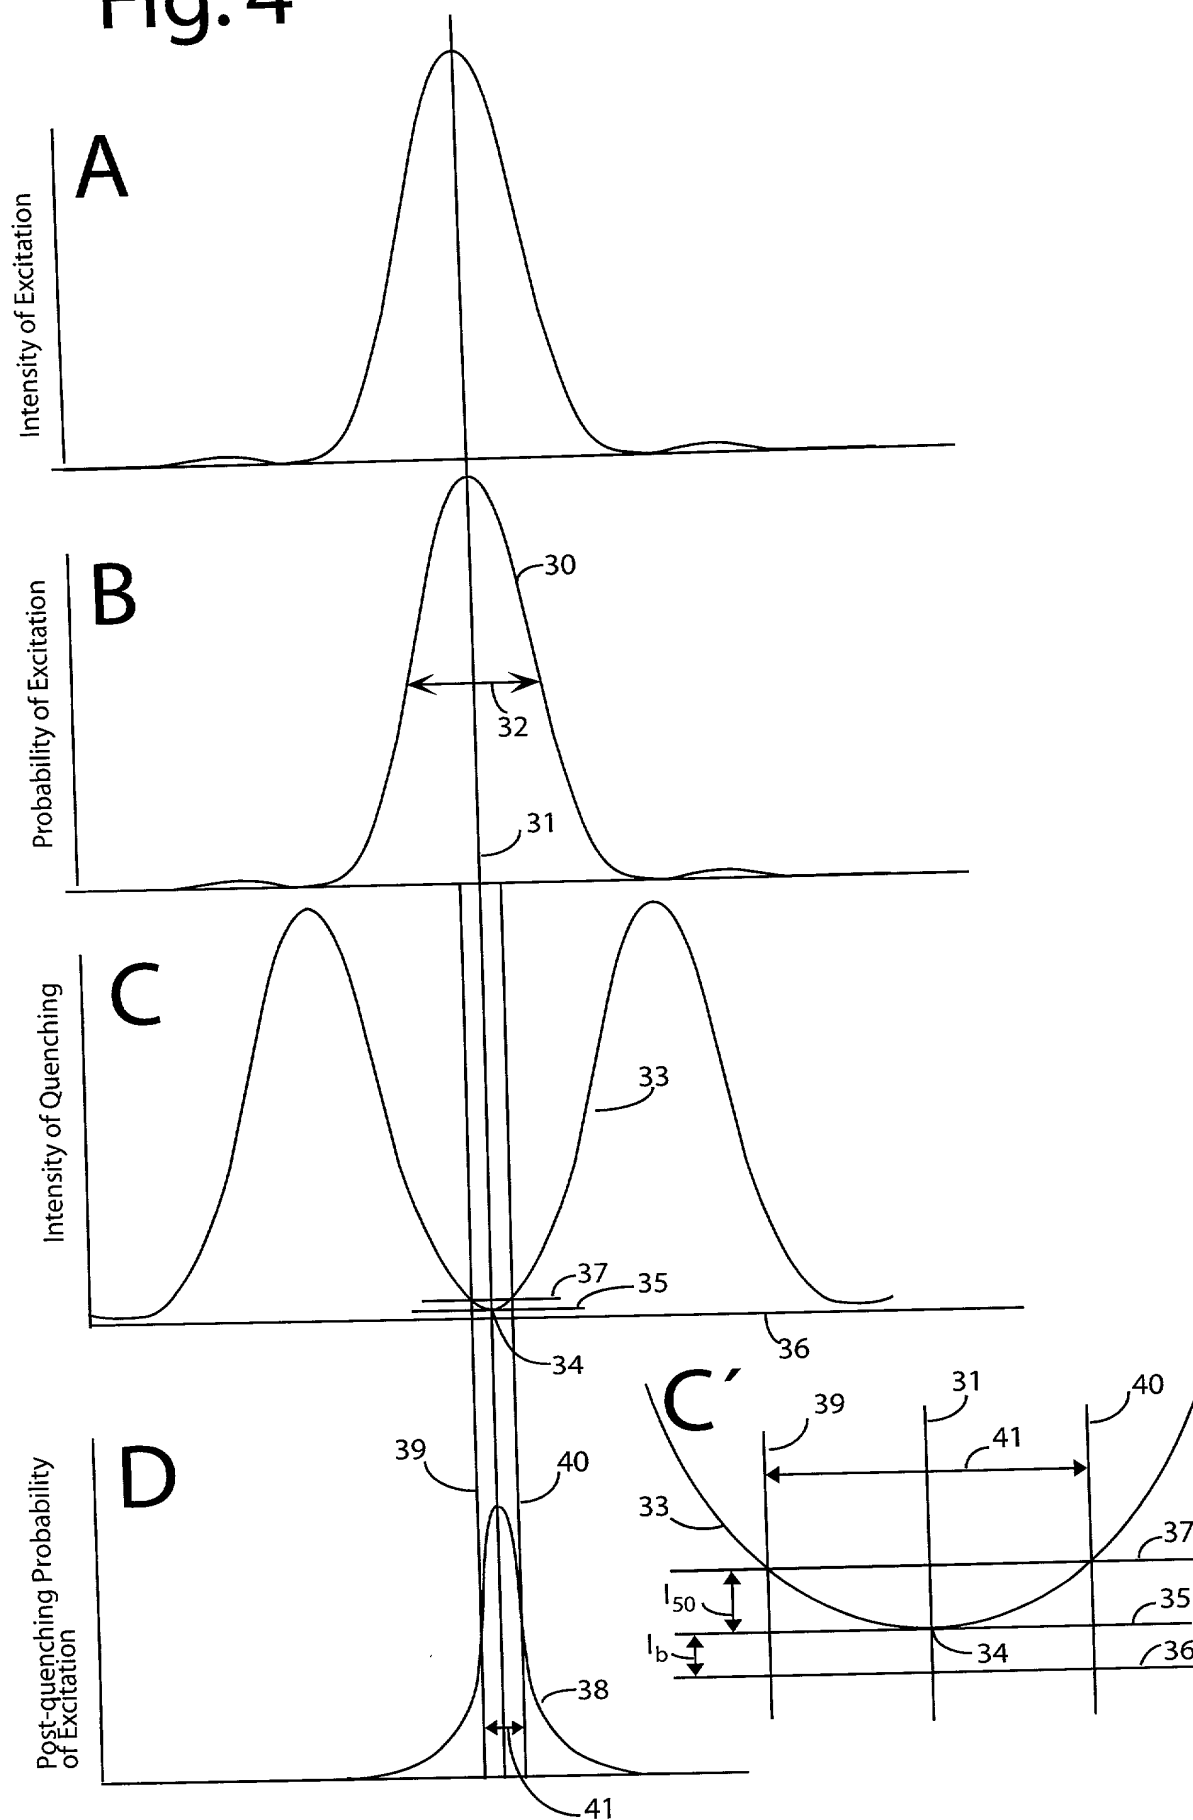 Fig. 4
A
Intensity of Excitation
B
Probability of Excitation
30
32
31
C
Intensity of Quenching
33
37
35
36
34
C´
39
31
40
41
33
37
I50
35
Ib
34
36
D
Post-quenching Probability
of Excitation
39
40
38
41